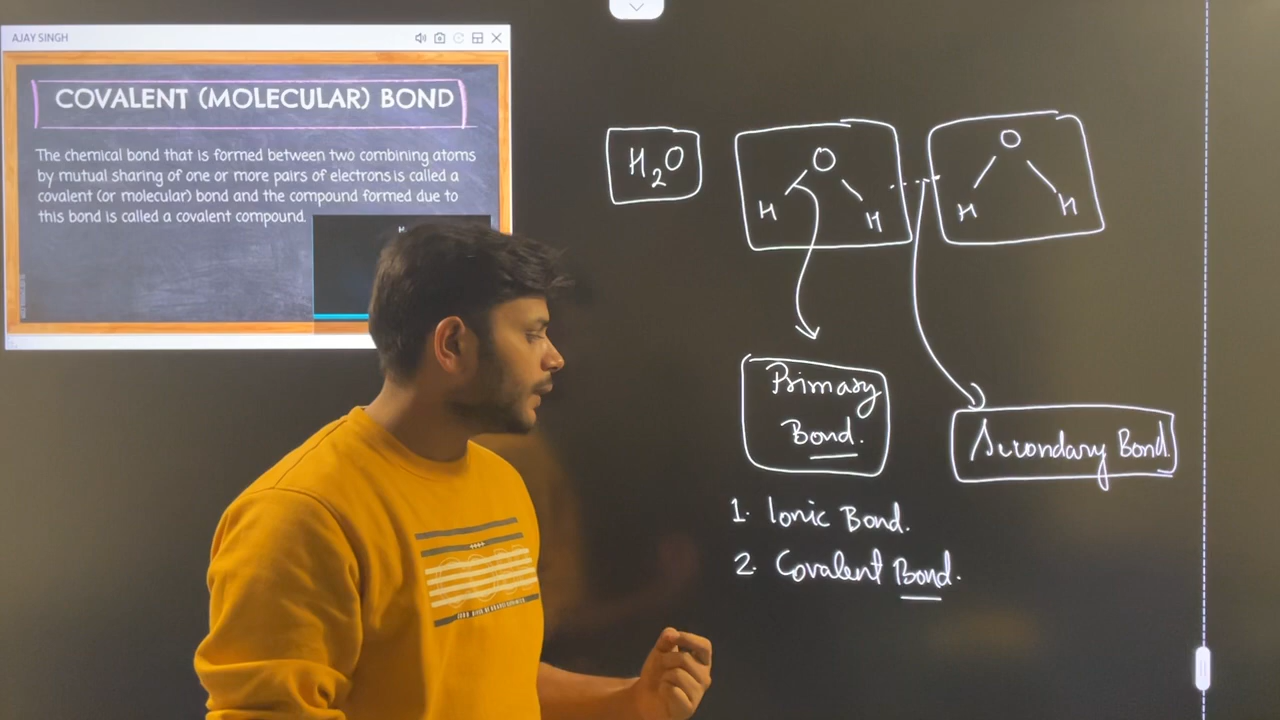 AJAY SINGH
COVALENT (MOLECULAR) BOND
The chemical bond that is formed between two combining atoms
by mutual sharing of one or more pairs of electrons is called a
covalent (or molecular) bond and the compound formed due to
this bond is called a covalent compound.
H
H2O
O
H
H
O
H
H
Primary
Bond.
Secondary Bond.
1. Ionic Bond.
2. Covalent Bond.